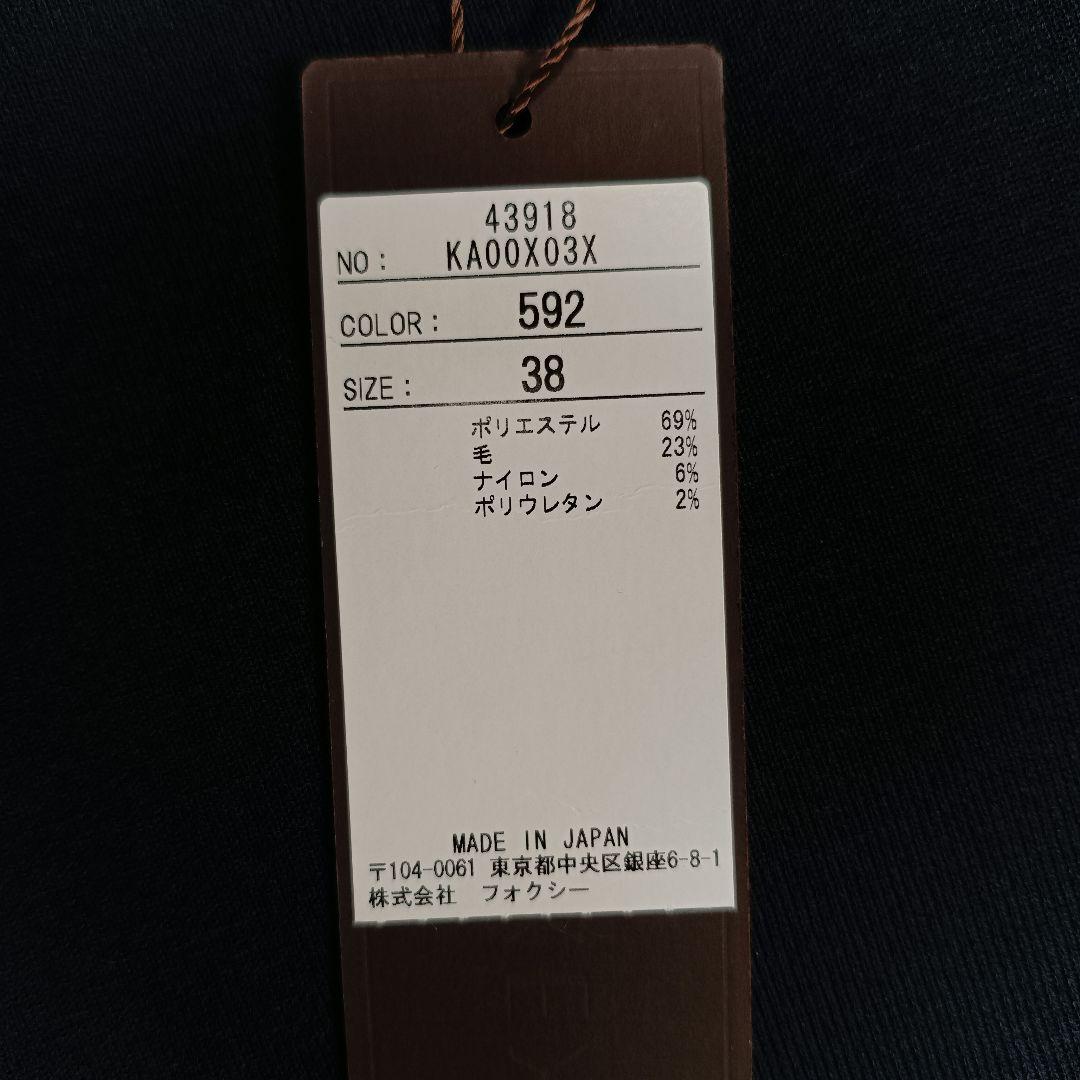 43918
NO: KA00X03X
COLOR: 592
SIZE: 38
ポリエステル 69%
毛 23%
ナイロン 6%
ポリウレタン 2%
MADE IN JAPAN
〒104-0061 東京都中央区銀座6-8-1
株式会社 フォクシー